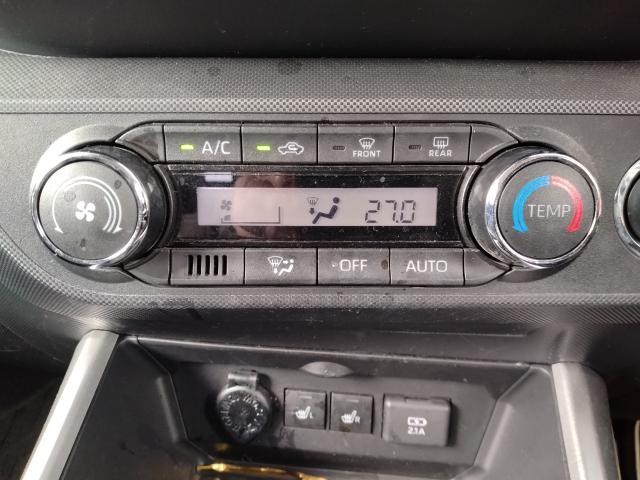 A/C
FRONT
REAR
27.0
TEMP
OFF
AUTO
L
R
2.1A